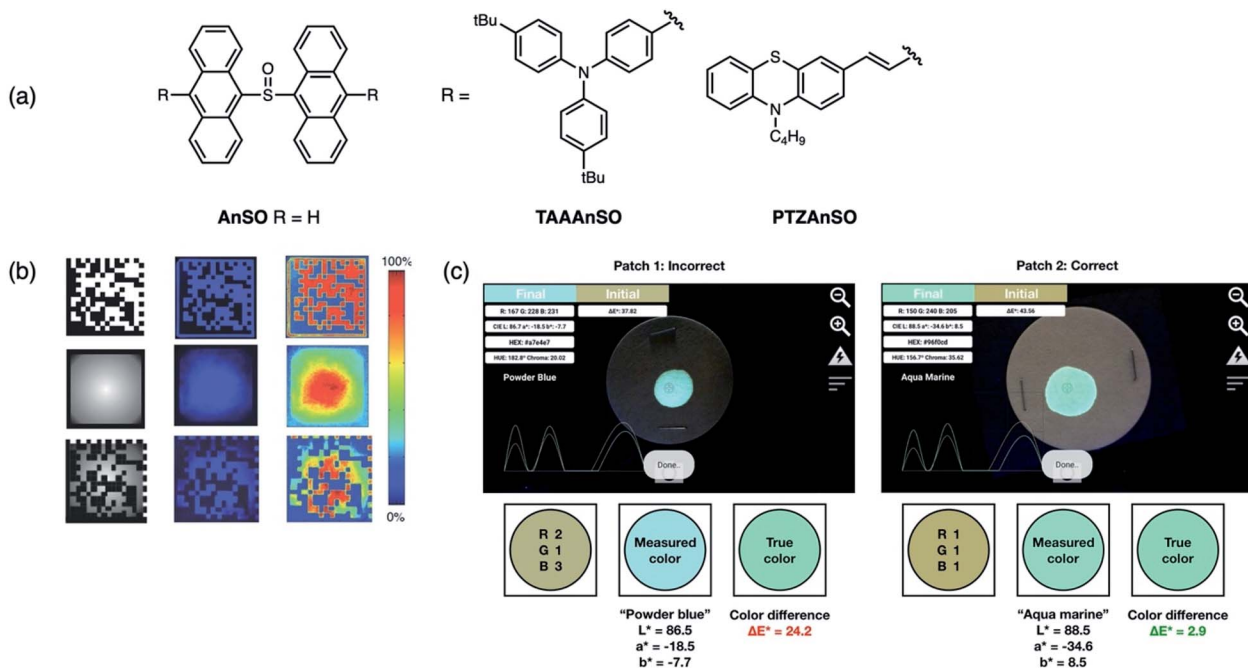 (a)
R
O
S
R
AnSO R = H
R =
tBu
N
tBu
TAAAnSO
S
N
C4H9
PTZAnSO
(b)
100%
0%
(c)
Patch 1: Incorrect
Final Initial
R: 167 G: 228 B: 231
ΔE*: 37.82
CIE L: 86.7 a*: -18.5 b*: -7.7
HEX: #a7e4e7
HUE: 182.8° Chroma: 20.02
Powder Blue
Done..
R 2
G 1
B 3
Measured
color
True
color
"Powder blue"
L* = 86.5
a* = -18.5
b* = -7.7
Color difference
ΔE* = 24.2
Patch 2: Correct
Final Initial
R: 150 G: 240 B: 205
ΔE*: 43.56
CIE L: 88.5 a*: -34.6 b*: 8.5
HEX: #96f0cd
HUE: 156.7° Chroma: 35.62
Aqua Marine
Done..
R 1
G 1
B 1
Measured
color
True
color
"Aqua marine"
L* = 88.5
a* = -34.6
b* = 8.5
Color difference
ΔE* = 2.9